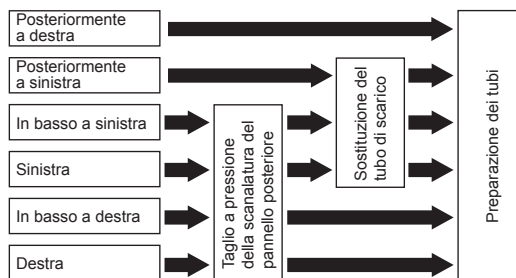 Posteriormente
a destra
Posteriormente
a sinistra
In basso a sinistra
Sinistra
In basso a destra
Destra
Taglio a pressione
della scanalatura del
pannello posteriore
Sostituzione del
tubo di scarico
Preparazione dei tubi